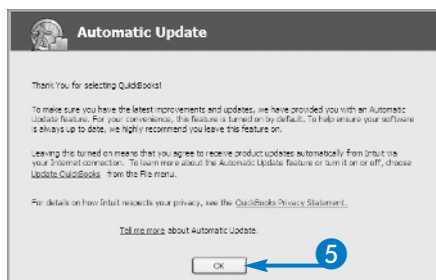 Automatic Update
Thank You for selecting QuickBooks!
To make sure you have the latest improvements and updates, we have provided you with an Automatic
Update feature. For your convenience, this feature is turned on by default. To help ensure your software
is always up to date, we highly recommend you leave this feature on.
Leaving this turned on means that you agree to receive product updates automatically from Intuit via
your Internet connection. To learn more about the Automatic Update feature or turn it on or off, choose
Update QuickBooks from the File menu.
For details on how Intuit respects your privacy, see the QuickBooks Privacy Statement.
Tell me more about Automatic Update.
OK
5